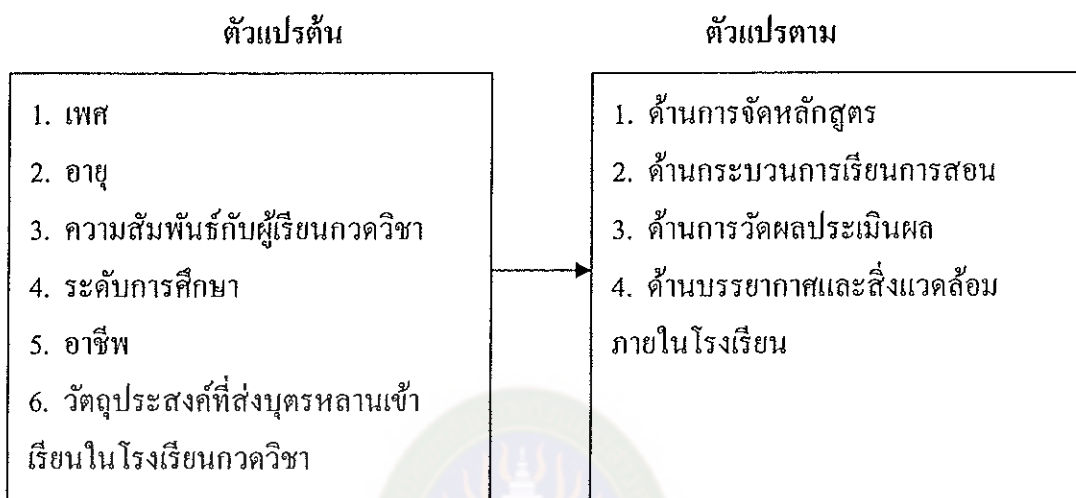 ตัวแปรต้น
1. เพศ
2. อายุ
3. ความสัมพันธ์กับผู้เรียนกวดวิชา
4. ระดับการศึกษา
5. อาชีพ
6. วัตถุประสงค์ที่ส่งบุตรหลานเข้า
เรียนในโรงเรียนกวดวิชา
ตัวแปรตาม
1. ด้านการจัดหลักสูตร
2. ด้านกระบวนการเรียนการสอน
3. ด้านการวัดผลประเมินผล
4. ด้านบรรยากาศและสิ่งแวดล้อม
ภายในโรงเรียน